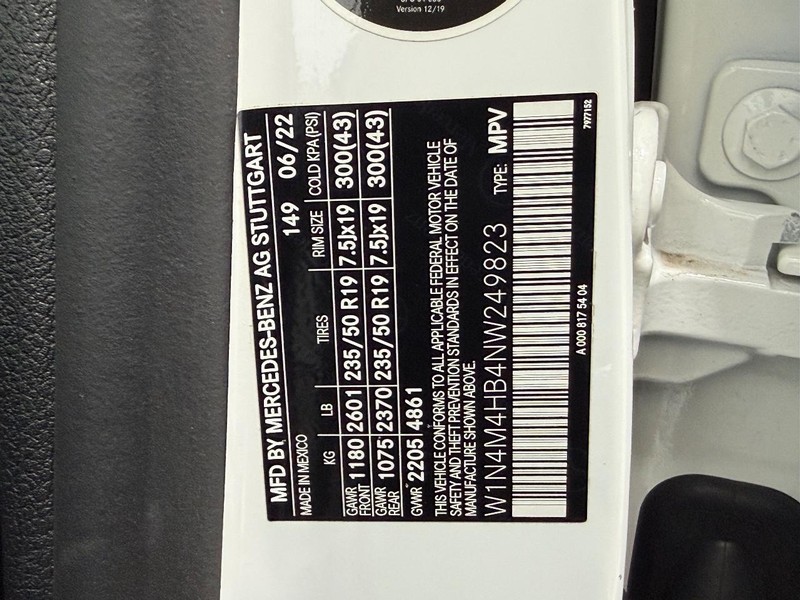 Version 12/19
MFD BY MERCEDES-BENZ AG STUTTGART
MADE IN MEXICO 149 06/22
KG LB TIRES RIM SIZE COLD KPA (PSI)
GAWR FRONT 1180 2601 235/50 R19 7.5Jx19 300(43)
GAWR REAR 1075 2370 235/50 R19 7.5Jx19 300(43)
GVWR 2205 4861
THIS VEHICLE CONFORMS TO ALL APPLICABLE FEDERAL MOTOR VEHICLE
SAFETY AND THEFT PREVENTION STANDARDS IN EFFECT ON THE DATE OF
MANUFACTURE SHOWN ABOVE.
W1N4M4HB4NW249823 TYPE: MPV
A 000 817 54 04 7977152